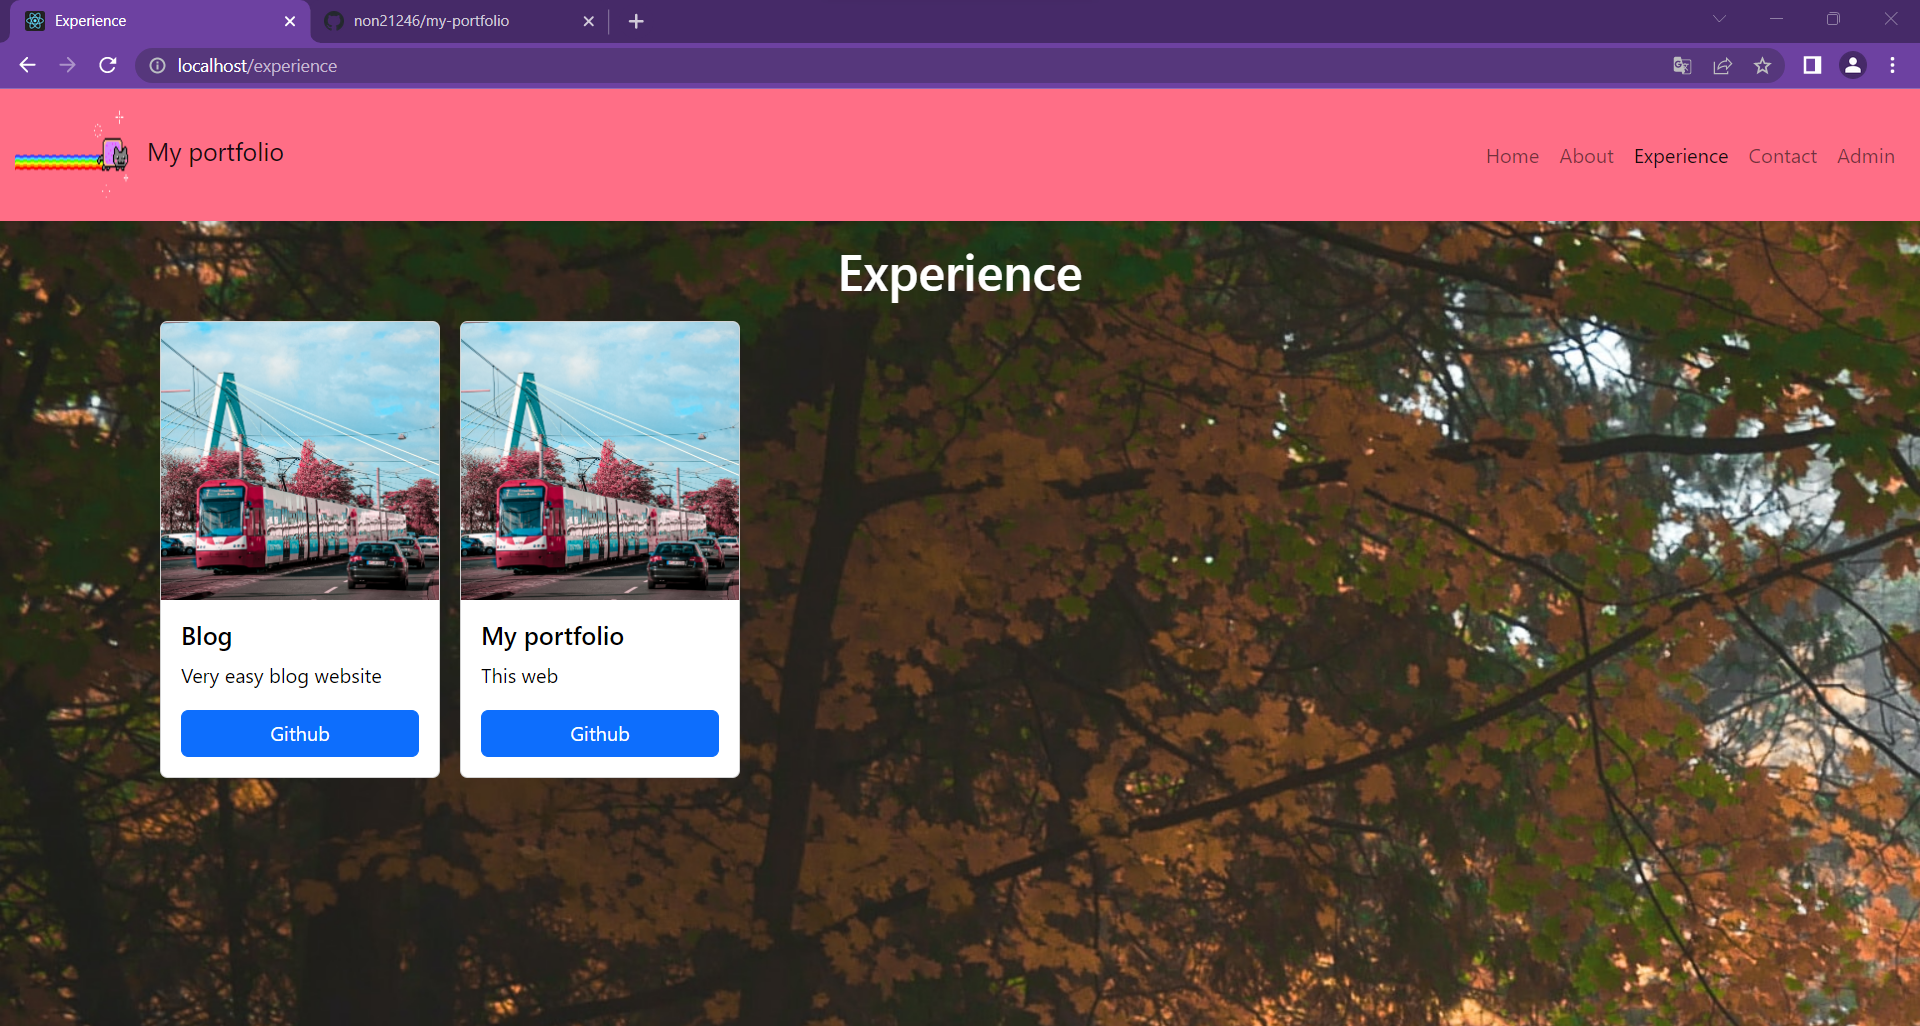 Experience
non21246/my-portfolio
localhost/experience
My portfolio
Home About Experience Contact Admin
Experience
Blog
Very easy blog website
Github
My portfolio
This web
Github